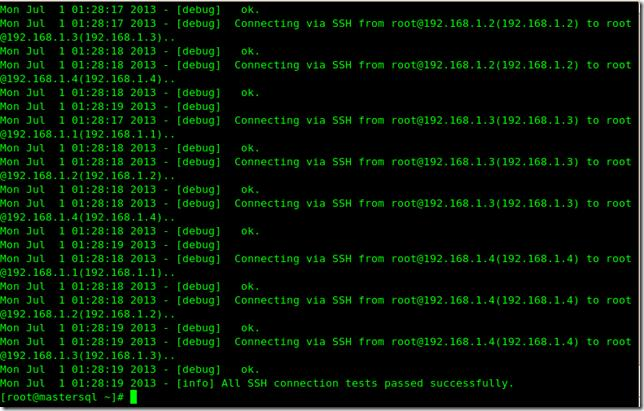 Mon Jul  1 01:28:17 2013 - [debug]   ok.
Mon Jul  1 01:28:17 2013 - [debug]  Connecting via SSH from root@192.168.1.2(192.168.1.2) to root
@192.168.1.3(192.168.1.3)..
Mon Jul  1 01:28:18 2013 - [debug]   ok.
Mon Jul  1 01:28:18 2013 - [debug]  Connecting via SSH from root@192.168.1.2(192.168.1.2) to root
@192.168.1.4(192.168.1.4)..
Mon Jul  1 01:28:18 2013 - [debug]   ok.
Mon Jul  1 01:28:19 2013 - [debug]
Mon Jul  1 01:28:17 2013 - [debug]  Connecting via SSH from root@192.168.1.3(192.168.1.3) to root
@192.168.1.1(192.168.1.1)..
Mon Jul  1 01:28:18 2013 - [debug]   ok.
Mon Jul  1 01:28:18 2013 - [debug]  Connecting via SSH from root@192.168.1.3(192.168.1.3) to root
@192.168.1.2(192.168.1.2)..
Mon Jul  1 01:28:18 2013 - [debug]   ok.
Mon Jul  1 01:28:18 2013 - [debug]  Connecting via SSH from root@192.168.1.3(192.168.1.3) to root
@192.168.1.4(192.168.1.4)..
Mon Jul  1 01:28:18 2013 - [debug]   ok.
Mon Jul  1 01:28:19 2013 - [debug]
Mon Jul  1 01:28:18 2013 - [debug]  Connecting via SSH from root@192.168.1.4(192.168.1.4) to root
@192.168.1.1(192.168.1.1)..
Mon Jul  1 01:28:18 2013 - [debug]   ok.
Mon Jul  1 01:28:18 2013 - [debug]  Connecting via SSH from root@192.168.1.4(192.168.1.4) to root
@192.168.1.2(192.168.1.2)..
Mon Jul  1 01:28:19 2013 - [debug]   ok.
Mon Jul  1 01:28:19 2013 - [debug]  Connecting via SSH from root@192.168.1.4(192.168.1.4) to root
@192.168.1.3(192.168.1.3)..
Mon Jul  1 01:28:19 2013 - [debug]   ok.
Mon Jul  1 01:28:19 2013 - [info] All SSH connection tests passed successfully.
[root@mastersql ~]#